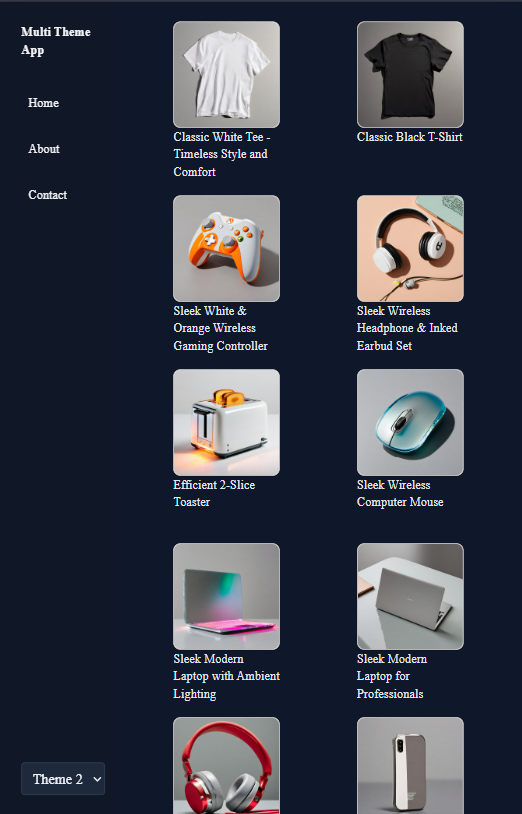 Multi Theme
App
Home
About
Contact
Classic White Tee -
Timeless Style and
Comfort
Classic Black T-Shirt
Sleek White &
Orange Wireless
Gaming Controller
Sleek Wireless
Headphone & Inked
Earbud Set
Efficient 2-Slice
Toaster
Sleek Wireless
Computer Mouse
Sleek Modern
Laptop with Ambient
Lighting
Sleek Modern
Laptop for
Professionals
Theme 2